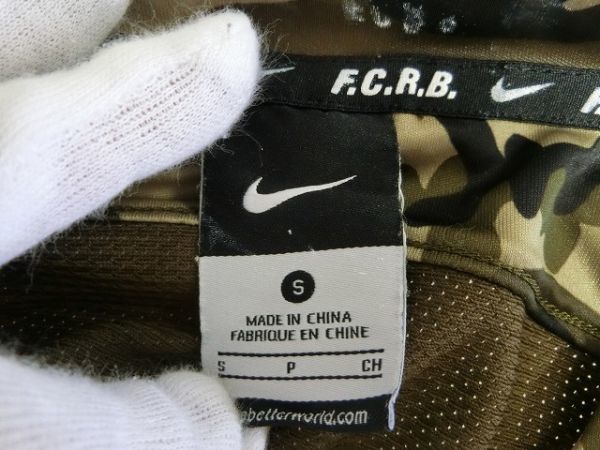 F.C.R.B.
S
MADE IN CHINA
FABRIQUE EN CHINE
S P CH